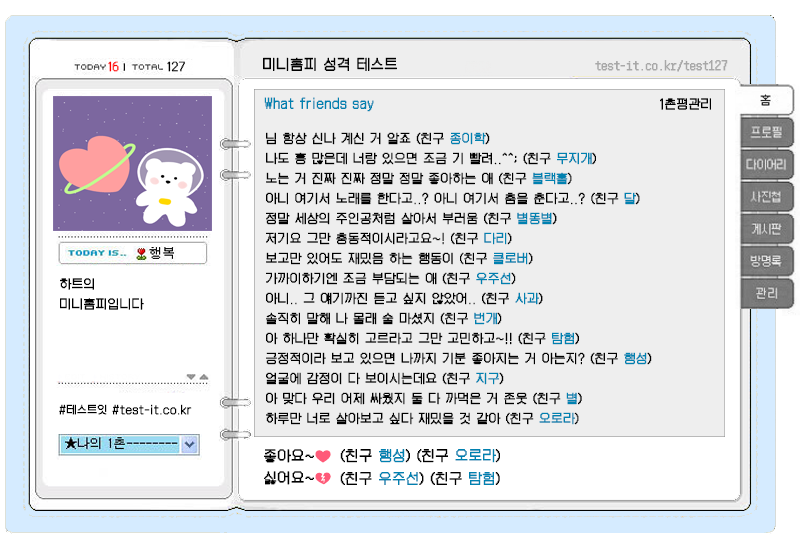 TODAY 16 | TOTAL 127
미니홈피 성격 테스트
test-it.co.kr/test127
What friends say
1촌평관리
님 항상 신나 계신 거 알죠 (친구 종이학)
나도 흥 많은데 너랑 있으면 조금 기 빨려..^^; (친구 무지개)
노는 거 진짜 진짜 정말 정말 좋아하는 애 (친구 블랙홀)
아니 여기서 노래를 한다고..? 아니 여기서 춤을 춘다고..? (친구 달)
정말 세상의 주인공처럼 살아서 부러움 (친구 별똥별)
저기요 그만 충동적이시라고요~! (친구 다리)
보고만 있어도 재밌음 하는 행동이 (친구 클로버)
가까이하기엔 조금 부담되는 애 (친구 우주선)
아니.. 그 얘기까진 듣고 싶지 않았어.. (친구 사과)
솔직히 말해 나 몰래 술 마셨지 (친구 번개)
아 하나만 확실히 고르라고 그만 고민하고~!! (친구 탐험)
긍정적이라 보고 있으면 나까지 기분 좋아지는 거 아는지? (친구 행성)
얼굴에 감정이 다 보이시는데요 (친구 지구)
아 맞다 우리 어제 싸웠지 둘 다 까먹은 거 존웃 (친구 별)
하루만 너로 살아보고 싶다 재밌을 것 같아 (친구 오로라)
좋아요~ (친구 행성) (친구 오로라)
싫어요~ (친구 우주선) (친구 탐험)
TODAY IS.. 행복
하트의
미니홈피입니다
#테스트잇 #test-it.co.kr
★나의 1촌--------
홈
프로필
다이어리
사진첩
게시판
방명록
관리